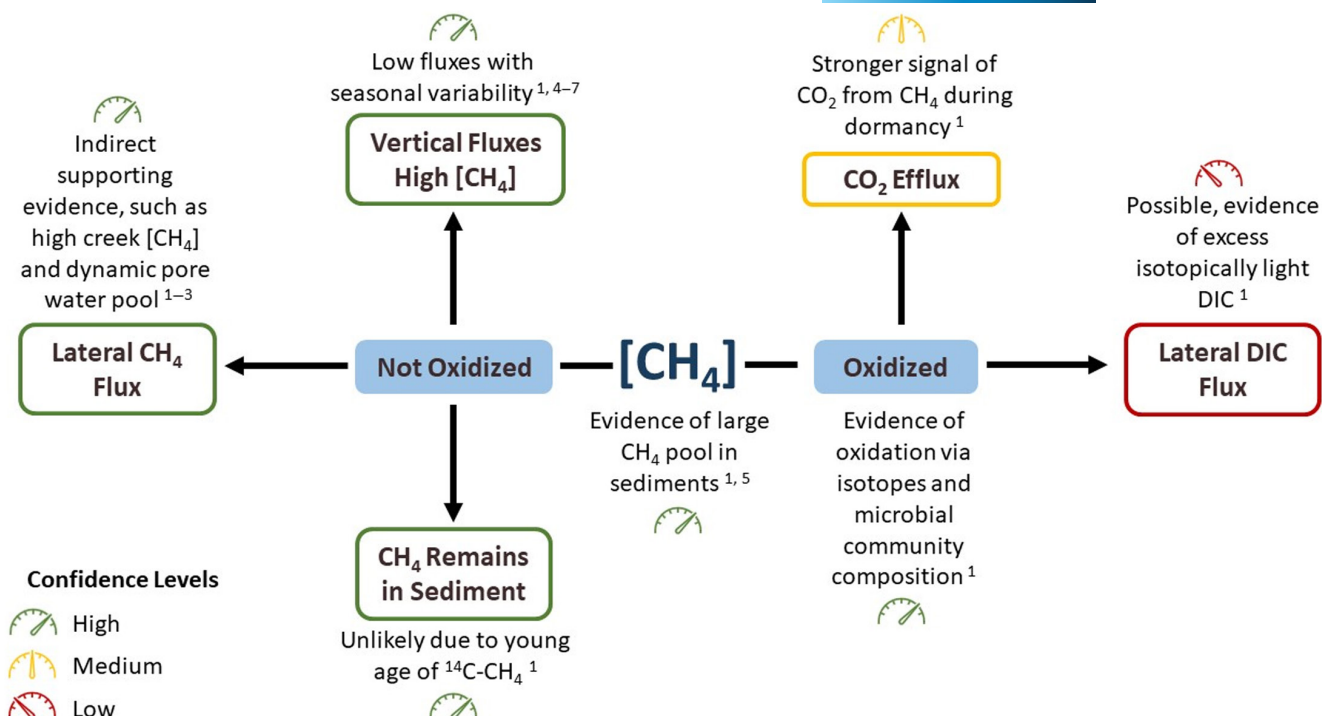 Low fluxes with
seasonal variability 1, 4–7
Vertical Fluxes
High [CH4]
Stronger signal of
CO2 from CH4 during
dormancy 1
CO2 Efflux
Indirect
supporting
evidence, such as
high creek [CH4]
and dynamic pore
water pool 1–3
Lateral CH4
Flux
Possible, evidence
of excess
isotopically light
DIC 1
Lateral DIC
Flux
Not Oxidized
[CH4]
Oxidized
Evidence of large
CH4 pool in
sediments 1, 5
Evidence of
oxidation via
isotopes and
microbial
community
composition 1
CH4 Remains
in Sediment
Unlikely due to young
age of 14C-CH4 1
Confidence Levels
High
Medium
Low